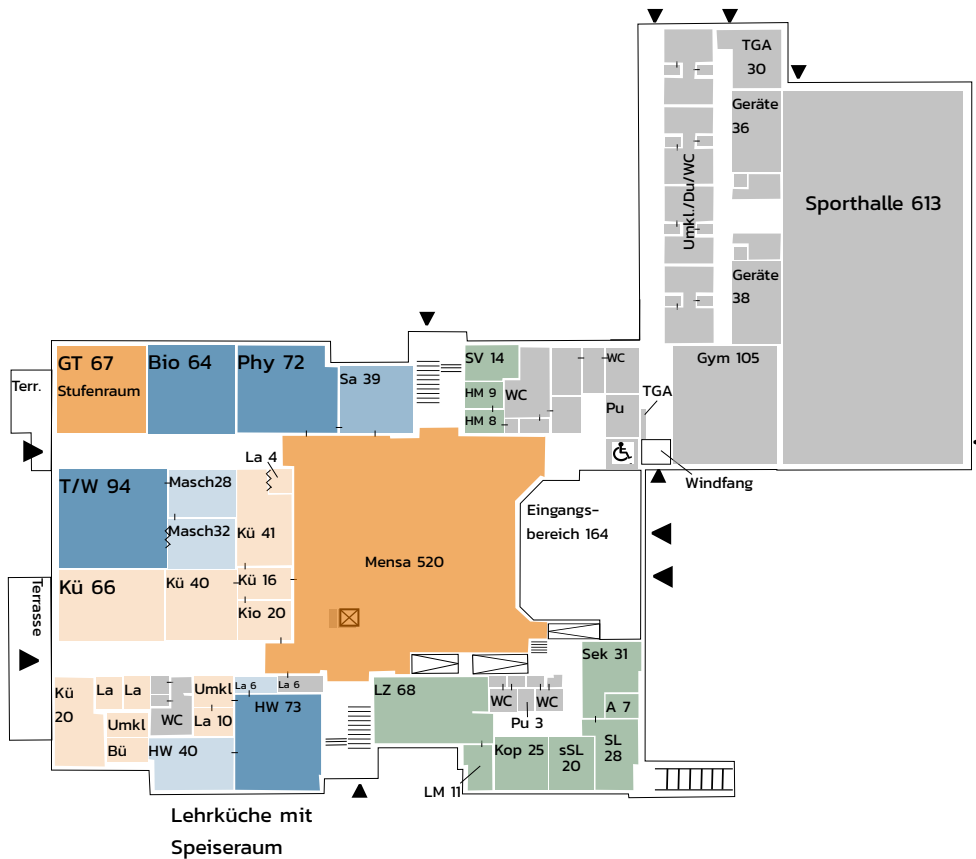 TGA
30
Geräte
36
Umkl./Du/WC
Sporthalle 613
Geräte
38
GT 67
Stufenraum
Bio 64
Phy 72
Sa 39
SV 14
HM 9
HM 8
WC
WC
Pu
TGA
Gym 105
Terr.
La 4
Windfang
T/W 94
Masch28
Masch32
Kü 41
Eingangs-
bereich 164
Mensa 520
Kü 66
Kü 40
Kü 16
Kio 20
Terrasse
Sek 31
Kü
20
La
La
Umkl
La 6
La 6
LZ 68
HW 73
WC
La 10
Umkl
Bü
HW 40
WC
WC
Pu 3
A 7
SL
28
Kop 25
sSL
20
LM 11
Lehrküche mit
Speiseraum